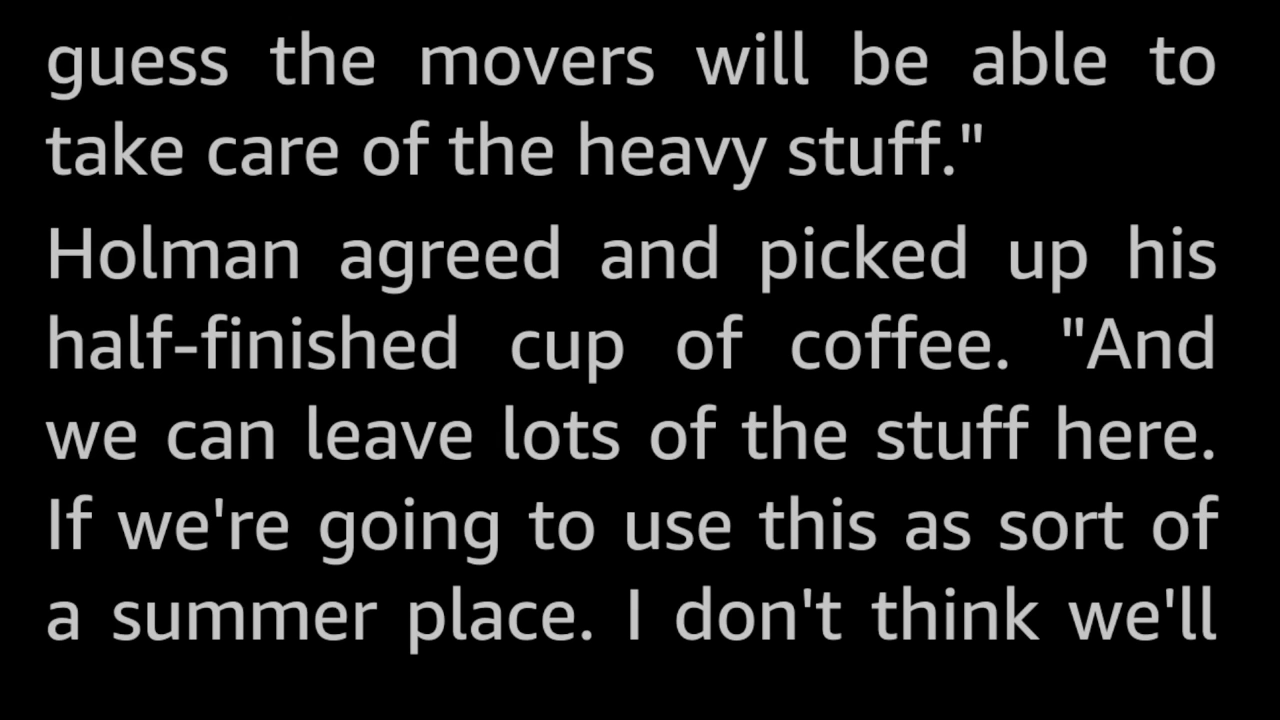 guess the movers will be able to
take care of the heavy stuff."
Holman agreed and picked up his
half-finished cup of coffee. "And
we can leave lots of the stuff here.
If we're going to use this as sort of
a summer place. I don't think we'll